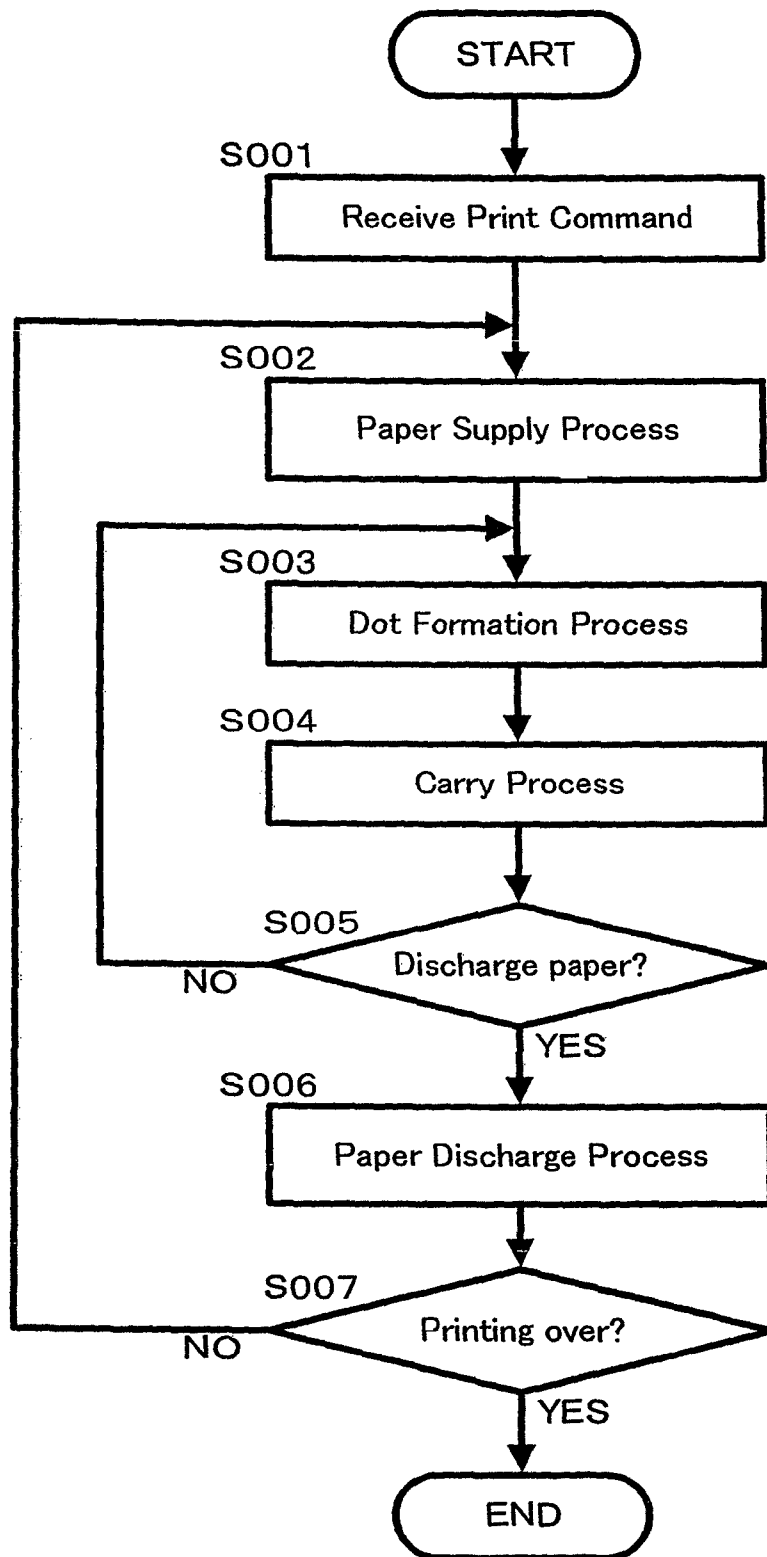 START
S001
Receive Print Command
S002
Paper Supply Process
S003
Dot Formation Process
S004
Carry Process
S005
Discharge paper?
NO
YES
S006
Paper Discharge Process
S007
Printing over?
NO
YES
END